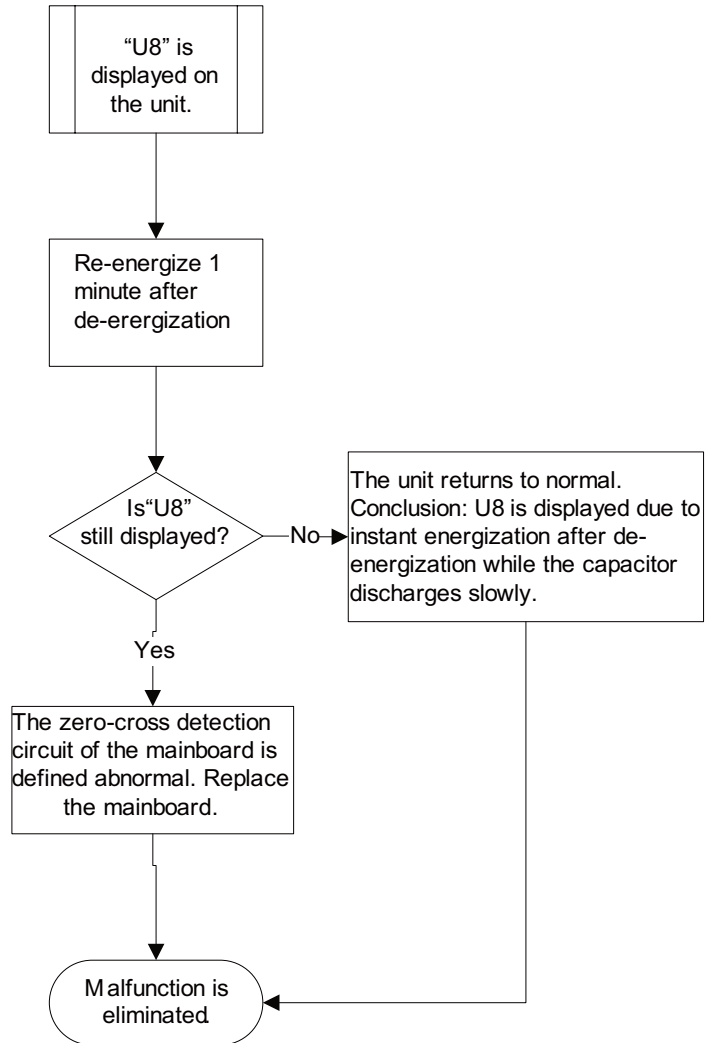 “U8” is
displayed on
the unit.
Re-energize 1
minute after
de-erergization
Is“U8”
still displayed?
No
The unit returns to normal.
Conclusion: U8 is displayed due to
instant energization after de-
energization while the capacitor
discharges slowly.
Yes
The zero-cross detection
circuit of the mainboard is
defined abnormal. Replace
the mainboard.
Malfunction is
eliminated.